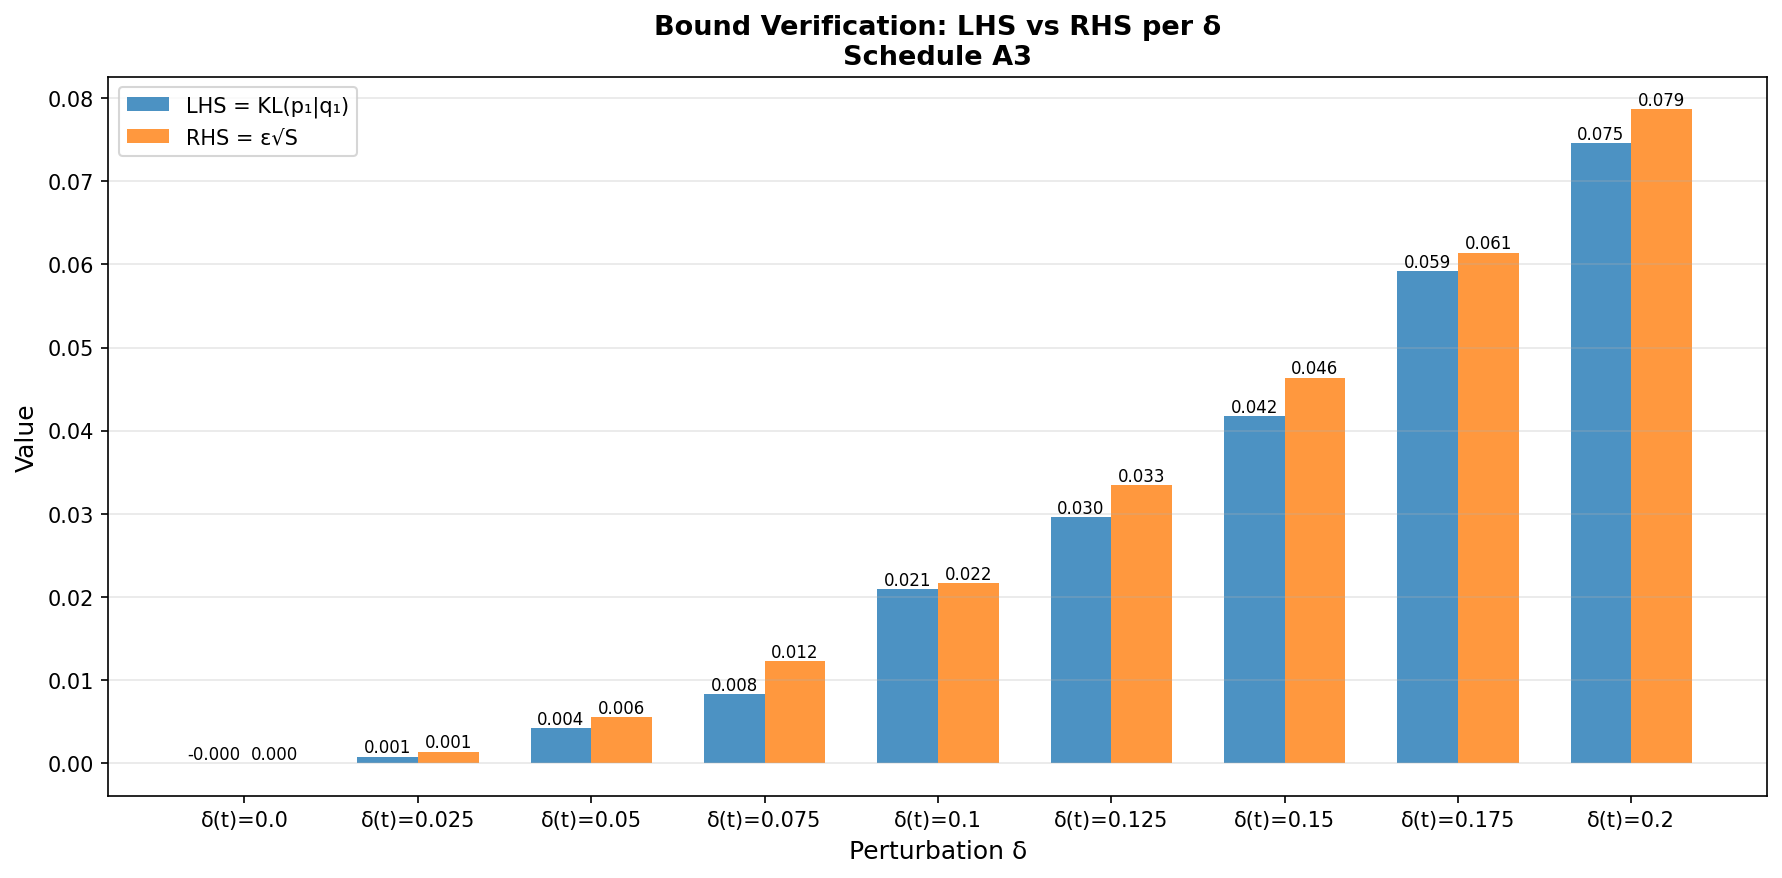 Bound Verification: LHS vs RHS per δ
Schedule A3
LHS = KL(p₁|q₁)
RHS = ε√S
Value
0.08
0.07
0.06
0.05
0.04
0.03
0.02
0.01
0.00
-0.000 0.000
0.001 0.001
0.004 0.006
0.008 0.012
0.021 0.022
0.030 0.033
0.042 0.046
0.059 0.061
0.075 0.079
δ(t)=0.0 δ(t)=0.025 δ(t)=0.05 δ(t)=0.075 δ(t)=0.1 δ(t)=0.125 δ(t)=0.15 δ(t)=0.175 δ(t)=0.2
Perturbation δ